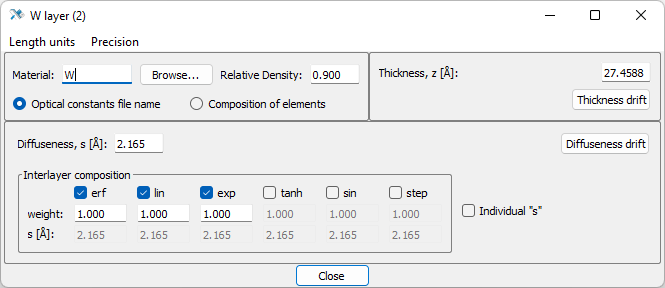 W layer (2)
Length units Precision
Material: W Browse... Relative Density: 0.900
Optical constants file name Composition of elements
Thickness, z [Å]: 27.4588
Thickness drift
Diffuseness, s [Å]: 2.165 Diffuseness drift
Interlayer composition
erf lin exp tanh sin step
weight: 1.000 1.000 1.000 1.000 1.000 1.000
s [Å]: 2.165 2.165 2.165 2.165 2.165 2.165
Individual "s"
Close